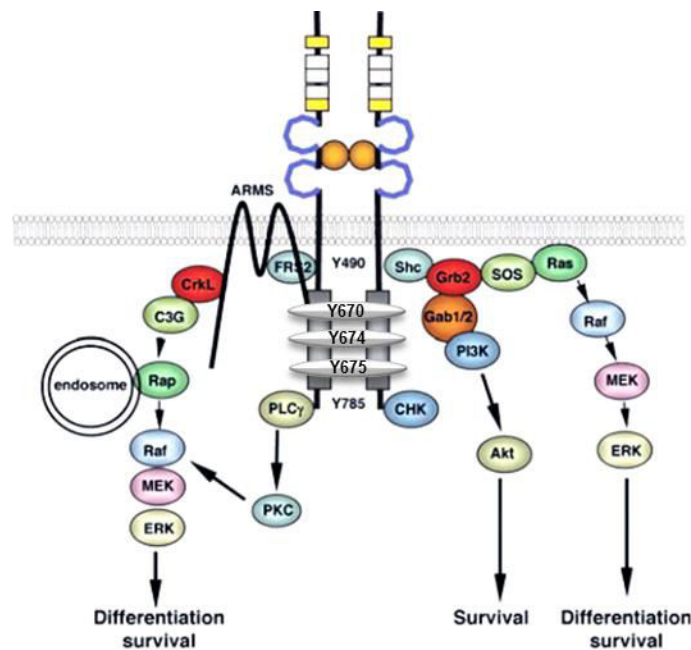 ARMS
FRS2
Y490
Shc
Grb2
SOS
Ras
CrkL
C3G
Y670
Gab1/2
Raf
Y674
PI3K
endosome
Rap
Y675
MEK
PLCγ
Y785
CHK
Raf
Akt
ERK
MEK
PKC
ERK
Differentiation
survival
Survival
Differentiation
survival